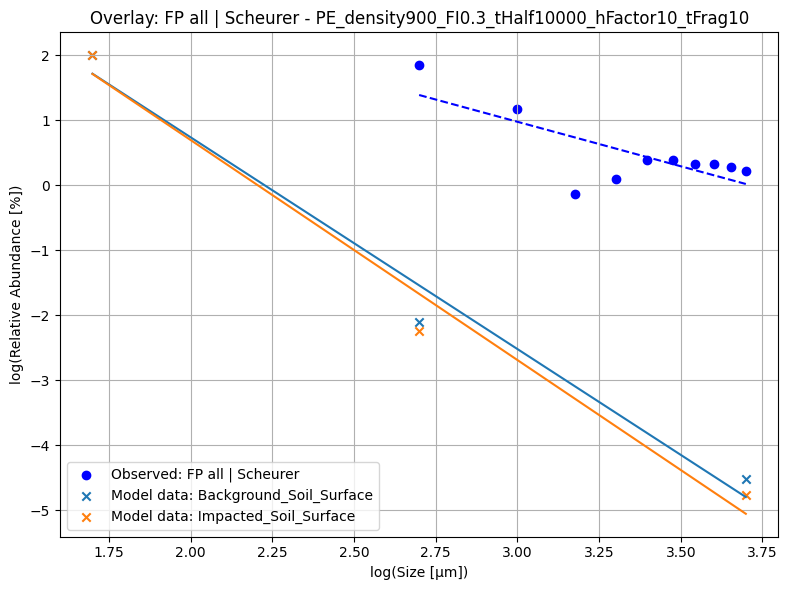 Overlay: FP all | Scheurer - PE_density900_FI0.3_tHalf10000_hFactor10_tFrag10
log(Relative Abundance [%])
2
1
0
−1
−2
−3
−4
−5
Observed: FP all | Scheurer
Model data: Background_Soil_Surface
Model data: Impacted_Soil_Surface
1.75 2.00 2.25 2.50 2.75 3.00 3.25 3.50 3.75
log(Size [μm])